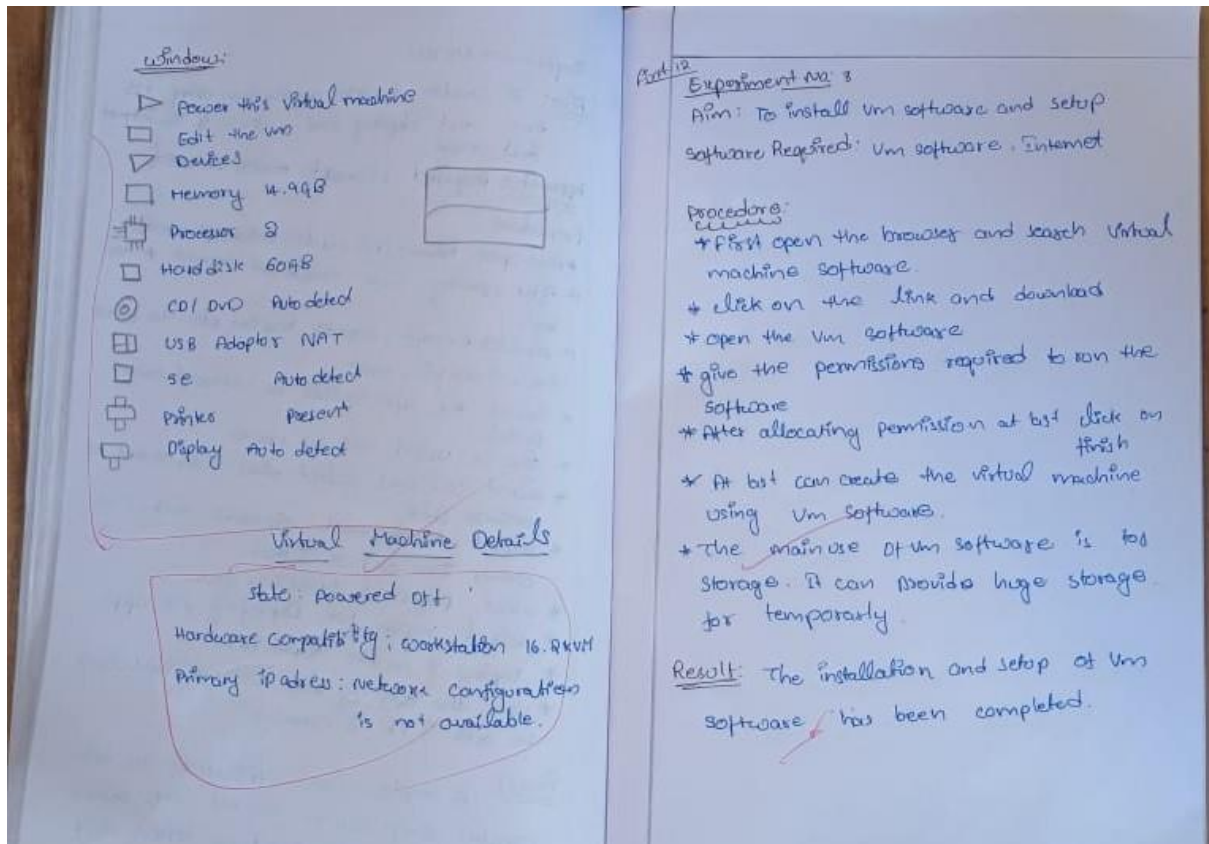 Windows:
Power this virtual machine
Edit the vm
Devices
Memory 14.9GB
Processor 2
Hard disk 60GB
CD/ DVD Auto detect
USB Adaptor NAT
se Auto detect
Printer Present
Display Auto detect
Virtual Machine Details
state: powered off
Hardware compatibility: workstation 16.
Primary ip adress: Network configuration
is not available.
12
Experiment No: 8
Aim: To install vm software and setup
Software Required: vm software. Internet
Procedure:
* First open the browser and search virtual
machine software.
* click on the link and download
* open the vm software
* give the permissions required to run the
software
* After allocating permission at last click on
finish
* At last can create the virtual machine
using vm software.
* The main use of vm software is for
storage. It can provide huge storage
for temporarly.
Result: The installation and setup of vm
software has been completed.